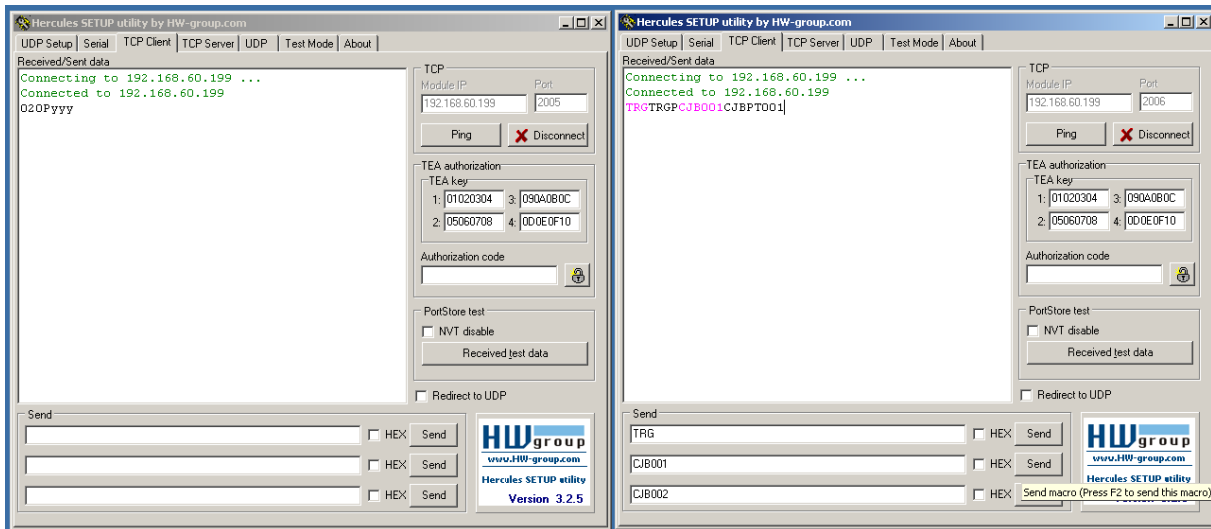 Hercules SETUP utility by HW-group.com
UDP Setup Serial TCP Client TCP Server UDP Test Mode About
Received/Sent data
Connecting to 192.168.60.199 ...
Connected to 192.168.60.199
020Pyyy
TCP
Module IP Port
192.168.60.199 2005
Ping Disconnect
TEA authorization
TEA key
1: 01020304 3: 090A0B0C
2: 05060708 4: 0D0E0F10
Authorization code
PortStore test
NVT disable
Received test data
Redirect to UDP
Send
HEX Send
HEX Send
HEX Send
HW group
www.HW-group.com
Hercules SETUP utility
Version 3.2.5
Hercules SETUP utility by HW-group.com
UDP Setup Serial TCP Client TCP Server UDP Test Mode About
Received/Sent data
Connecting to 192.168.60.199 ...
Connected to 192.168.60.199
TRGTRGPCJB001CJBPT001
TCP
Module IP Port
192.168.60.199 2006
Ping Disconnect
TEA authorization
TEA key
1: 01020304 3: 090A0B0C
2: 05060708 4: 0D0E0F10
Authorization code
PortStore test
NVT disable
Received test data
Redirect to UDP
Send
TRG HEX Send
CJB001 HEX Send
CJB002 HEX
HW group
www.HW-group.com
Hercules SETUP utility
Send macro (Press F2 to send this macro)